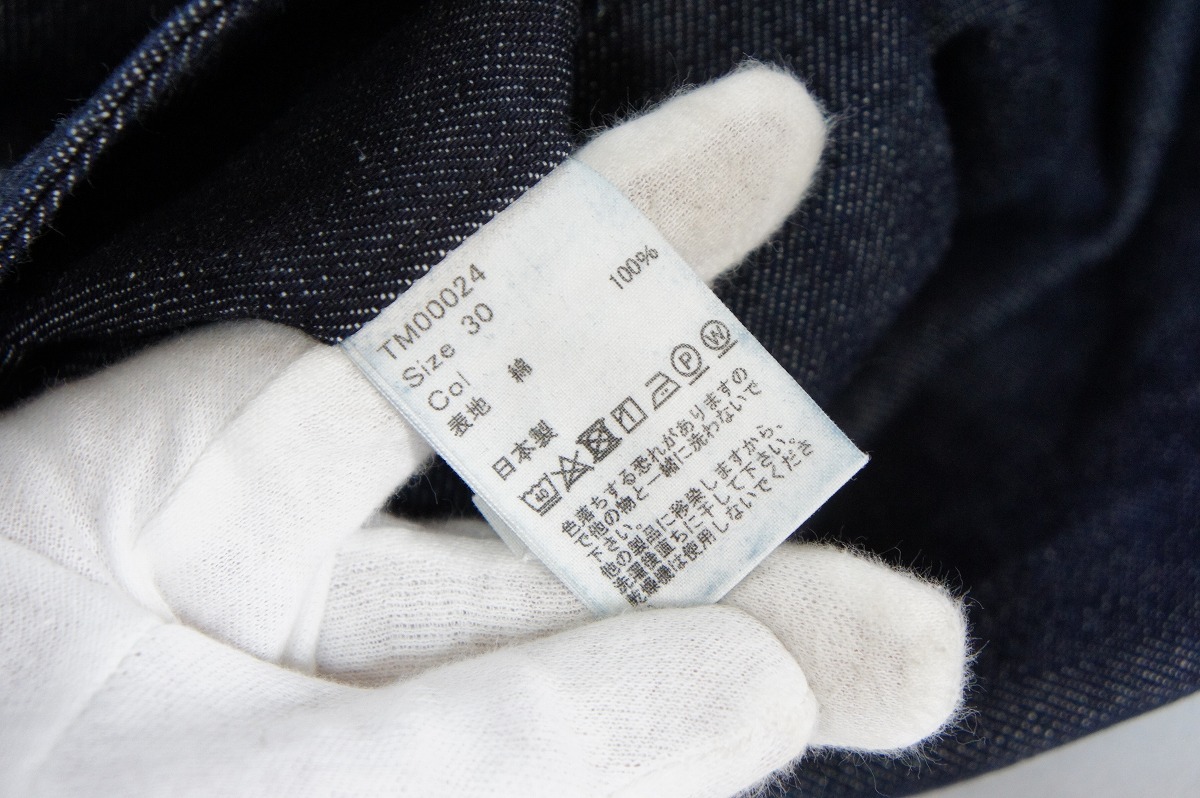 TM00024
Size 30
Col
表地 綿 100%
日本製
40 P W
色落ちする恐れがありますの
で他の物と一緒に洗わないで
下さい。
他の製品に移染しますから、
洗濯後直ちに干して下さい。
乾燥機は使用しないでくださ